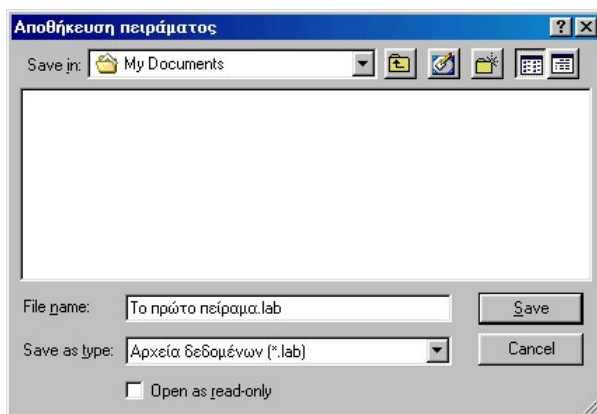 Αποθήκευση πειράματος
Save in: My Documents
File name: Το πρώτο πείραμα.lab Save
Save as type: Αρχεία δεδομένων (*.lab) Cancel
Open as read-only